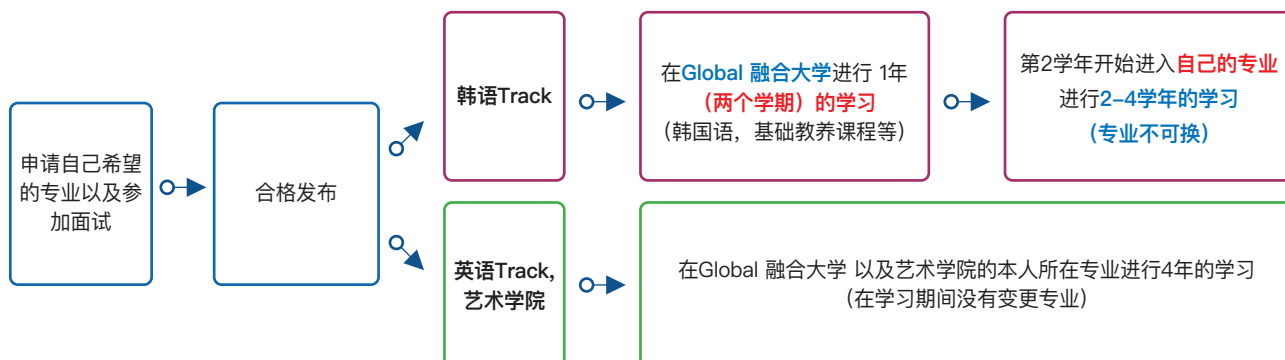 申请自己希望
的专业以及参
加面试
合格发布
韩语Track
在Global 融合大学进行 1年
（两个学期）的学习
（韩国语，基础教养课程等）
第2学年开始进入自己的专业
进行2-4学年的学习
（专业不可换）
英语Track,
艺术学院
在Global 融合大学 以及艺术学院的本人所在专业进行4年的学习
（在学习期间没有变更专业）